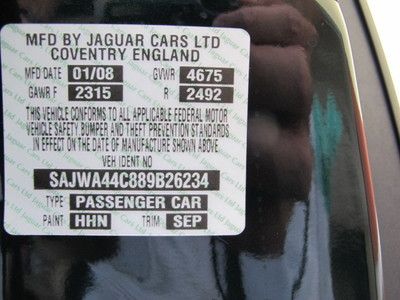 MFD BY JAGUAR CARS LTD
COVENTRY ENGLAND
MFD DATE 01/08 GVWR 4675
GAWR F 2315 R 2492
THIS VEHICLE CONFORMS TO ALL APPLICABLE FEDERAL MOTOR
VEHICLE SAFETY BUMPER AND THEFT PREVENTION STANDARDS
IN EFFECT ON THE DATE OF MANUFACTURE SHOWN ABOVE.
VEH IDENT NO
SAJWA44C889B26234
TYPE PASSENGER CAR
PAINT HHN TRIM SEP